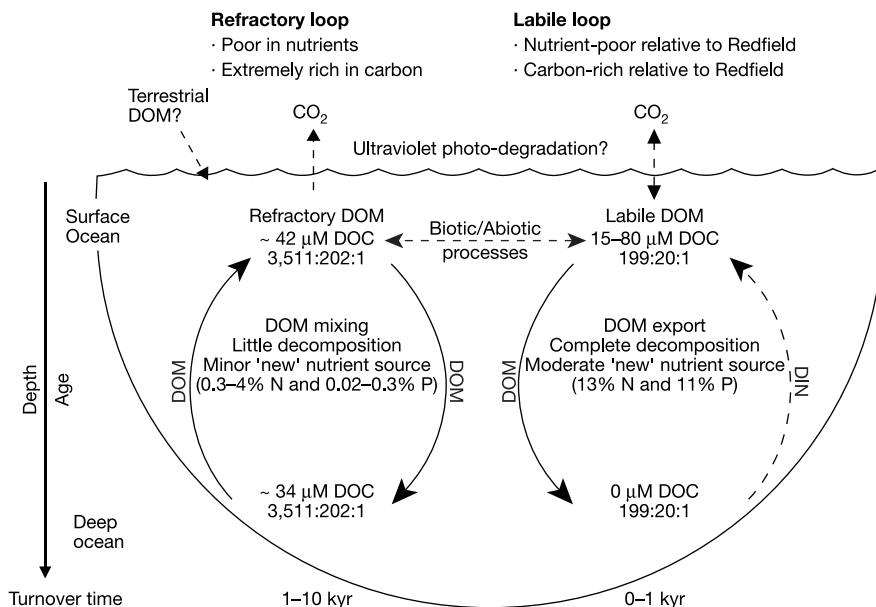 Refractory loop
· Poor in nutrients
· Extremely rich in carbon
Labile loop
· Nutrient-poor relative to Redfield
· Carbon-rich relative to Redfield
Terrestrial
DOM?
CO2
CO2
Ultraviolet photo-degradation?
Surface
Ocean
Refractory DOM
~ 42 µM DOC
3,511:202:1
Biotic/Abiotic
processes
Labile DOM
15–80 µM DOC
199:20:1
DOM mixing
Little decomposition
Minor 'new' nutrient source
(0.3–4% N and 0.02–0.3% P)
DOM
DOM
DOM export
Complete decomposition
Moderate 'new' nutrient source
(13% N and 11% P)
DOM
DIN
Depth
Age
~ 34 µM DOC
3,511:202:1
0 µM DOC
199:20:1
Deep
ocean
Turnover time
1–10 kyr
0–1 kyr